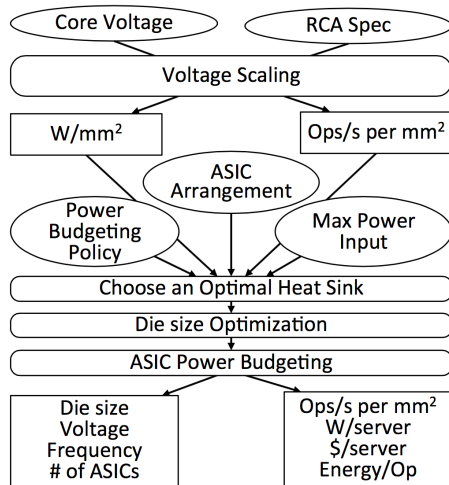 Core Voltage
RCA Spec
Voltage Scaling
W/mm²
Ops/s per mm²
ASIC
Arrangement
Power
Budgeting
Policy
Max Power
Input
Choose an Optimal Heat Sink
Die size Optimization
ASIC Power Budgeting
Die size
Voltage
Frequency
# of ASICs
Ops/s per mm²
W/server
$/server
Energy/Op